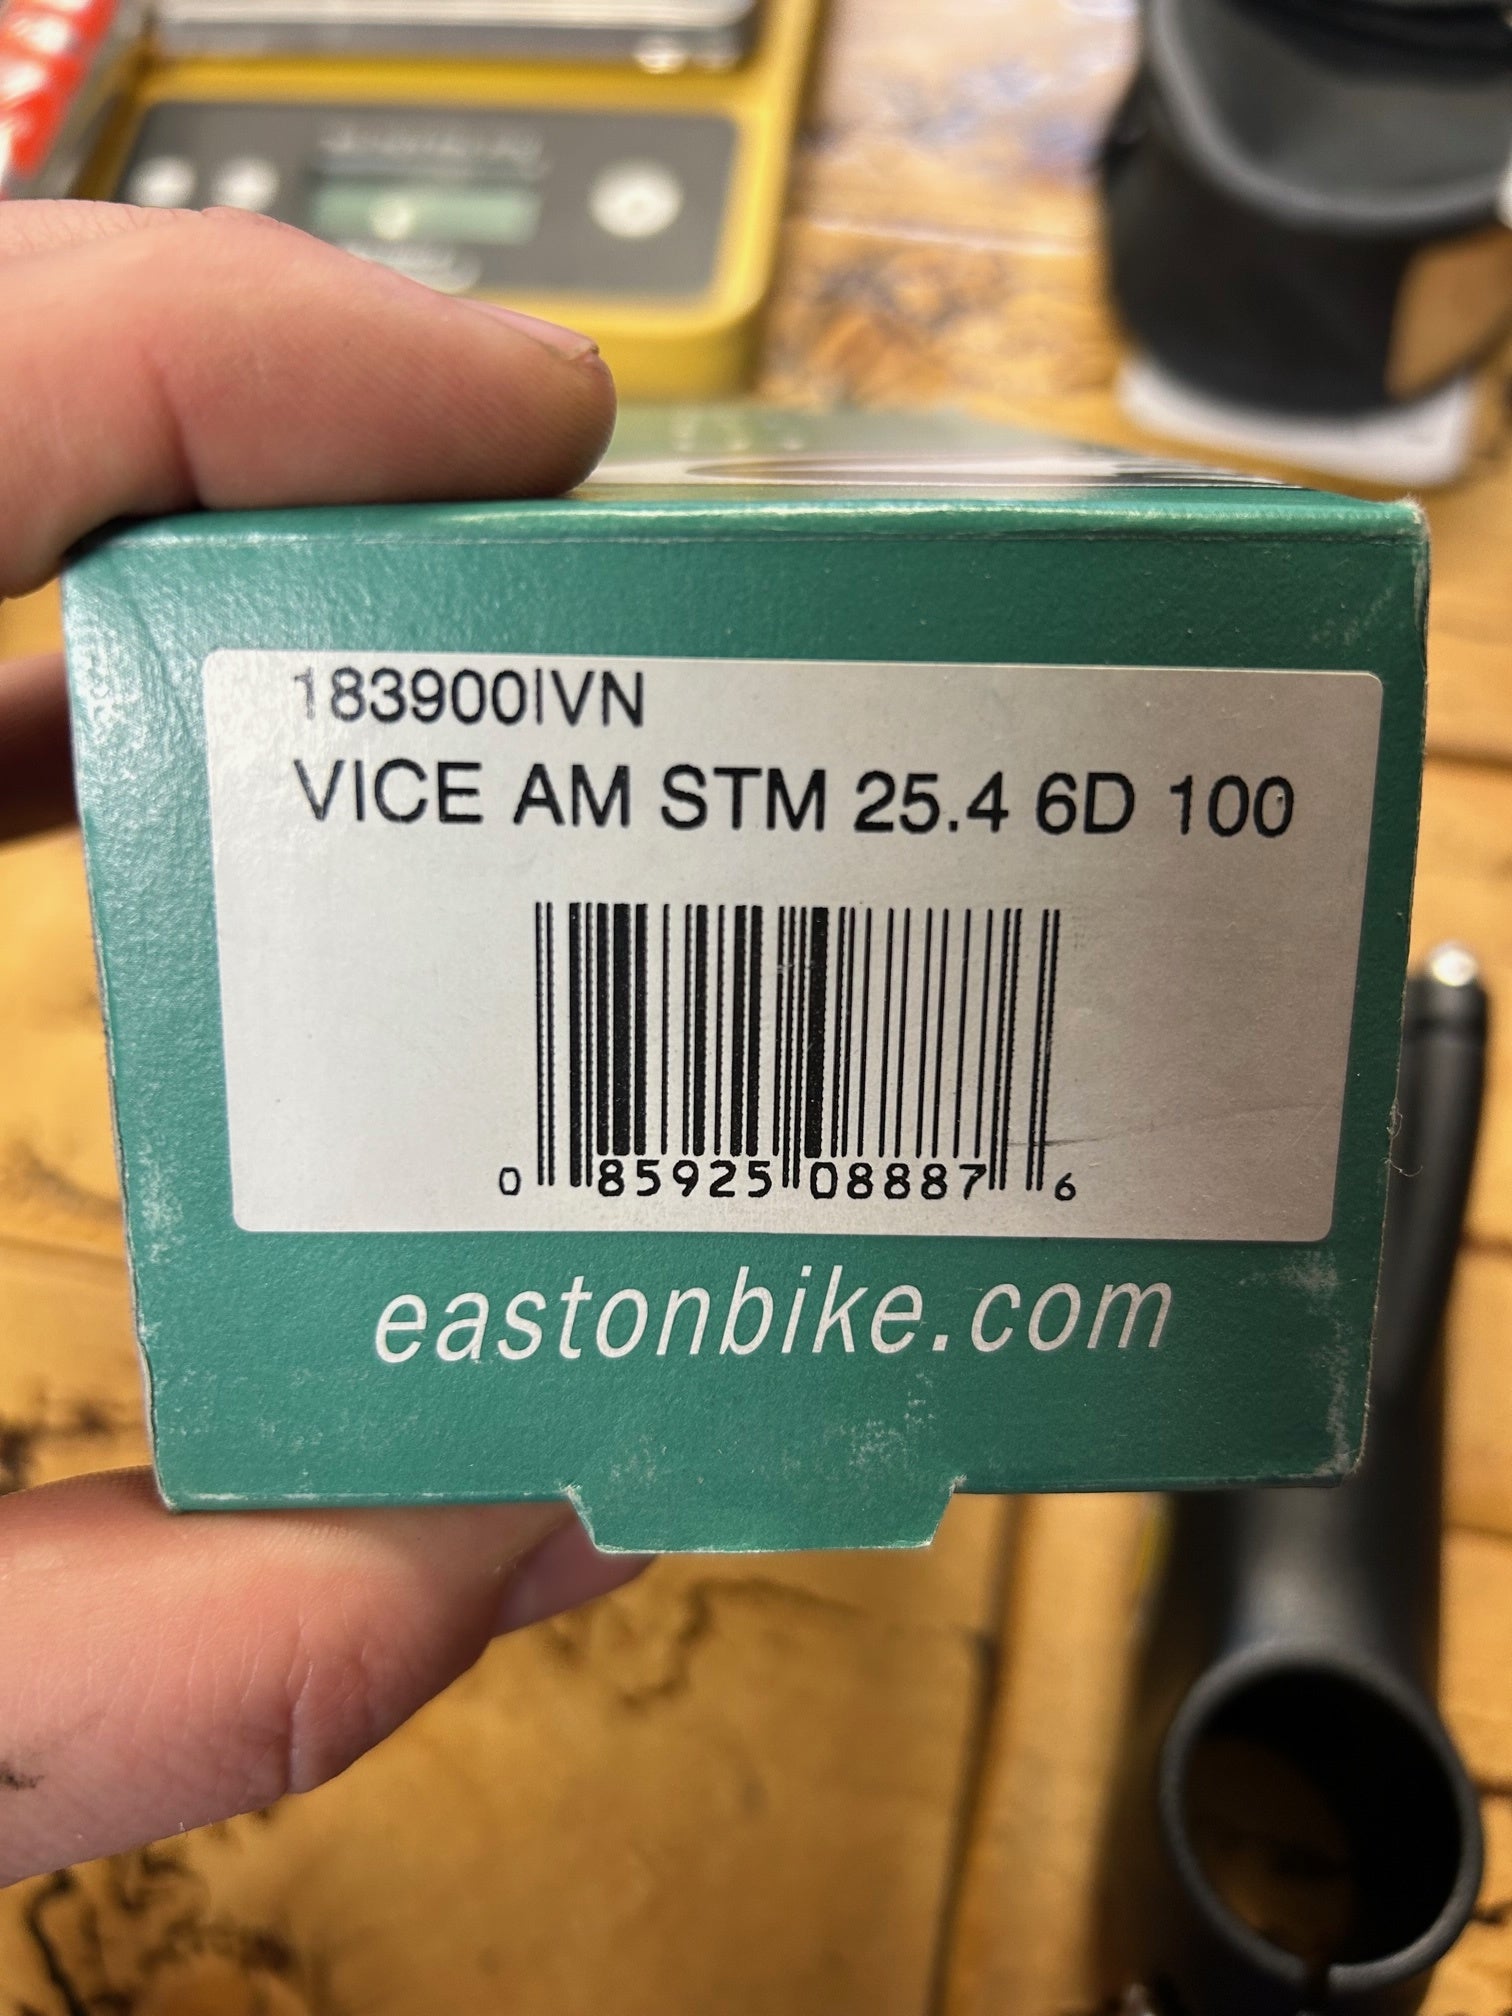 183900IVN
VICE AM STM 25.4 6D 100
0 85925 08887 6
eastonbike.com